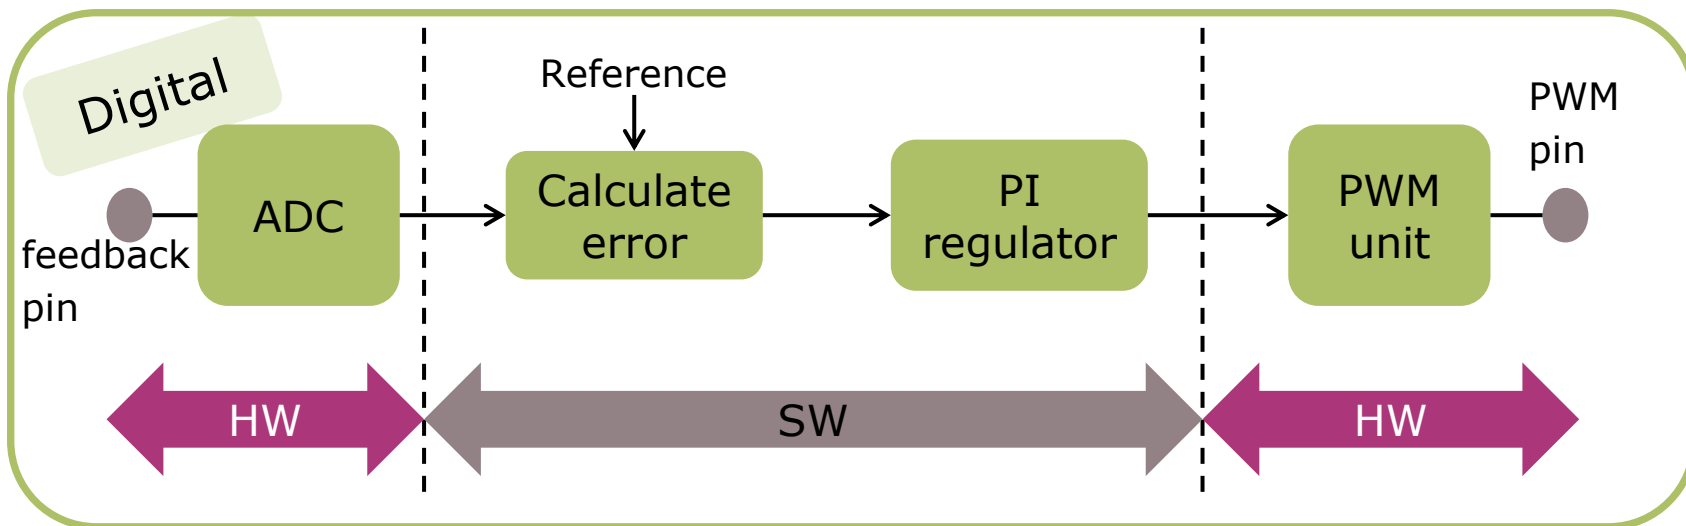 Digital
Reference
PWM
pin
ADC
Calculate
error
PI
regulator
PWM
unit
feedback
pin
HW
SW
HW